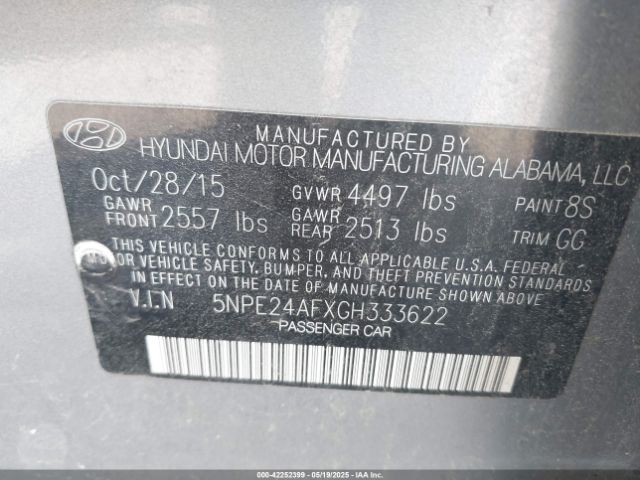 MANUFACTURED BY
HYUNDAI MOTOR MANUFACTURING ALABAMA, LLC
Oct/28/15 GVWR 4497 lbs PAINT 8S
GAWR FRONT 2557 lbs GAWR REAR 2513 lbs TRIM GG
THIS VEHICLE CONFORMS TO ALL APPLICABLE U.S.A. FEDERAL
MOTOR VEHICLE SAFETY, BUMPER, AND THEFT PREVENTION STANDARDS
IN EFFECT ON THE DATE OF MANUFACTURE SHOWN ABOVE.
V.I.N 5NPE24AFXGH333622
PASSENGER CAR
000-42252399 - 05/19/2025 - IAAI.COM